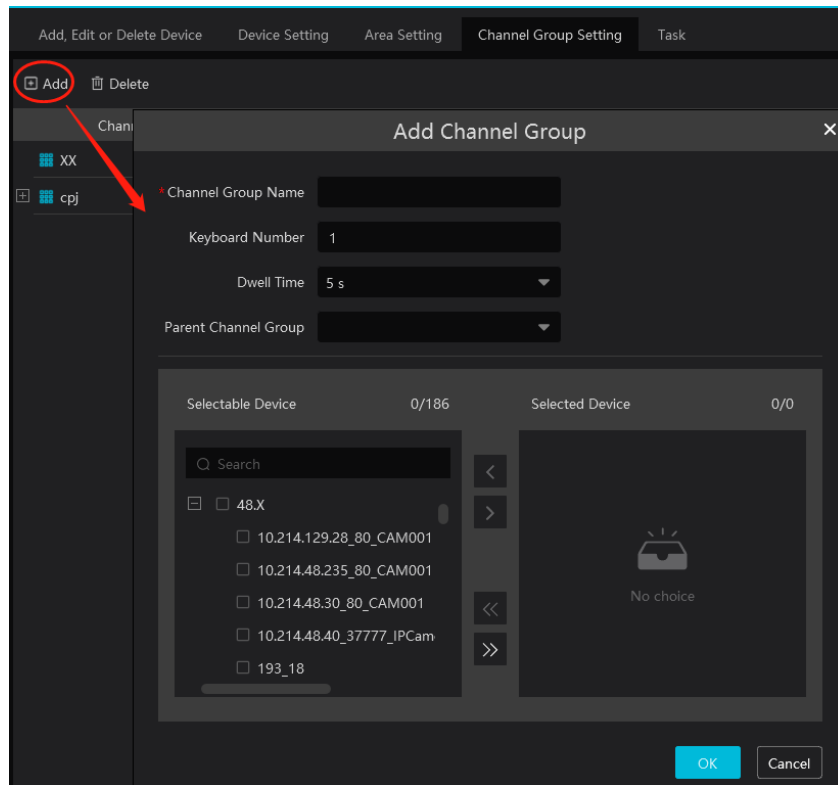 Add, Edit or Delete Device Device Setting Area Setting Channel Group Setting Task
Add Delete
Add Channel Group
XX
cpj
*Channel Group Name
Keyboard Number 1
Dwell Time 5 s
Parent Channel Group
Selectable Device 0/186 Selected Device 0/0
Search
48.X
10.214.129.28_80_CAM001
10.214.48.235_80_CAM001
10.214.48.30_80_CAM001
No choice
10.214.48.40_37777_IPCam
193_18
OK Cancel